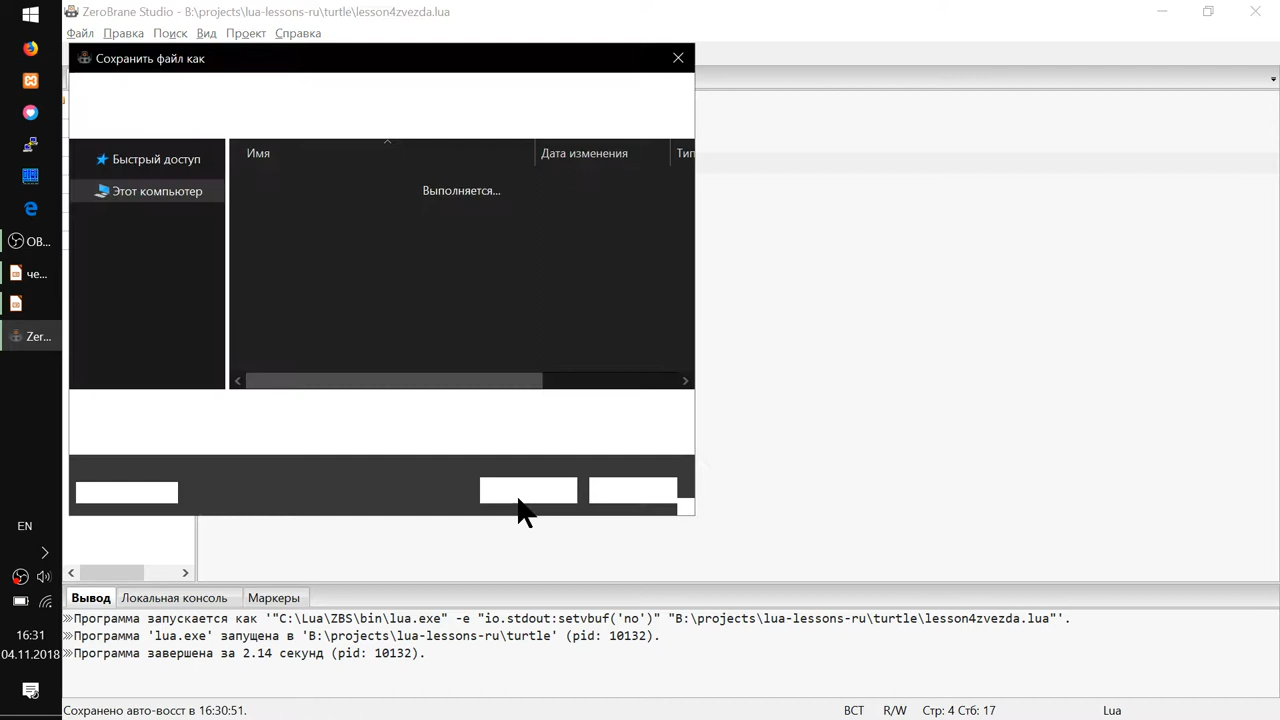 ZeroBrane Studio - B:\projects\lua-lessons-ru\turtle\lesson4zvezda.lua
Файл Правка Поиск Вид Проект Справка
Сохранить файл как
Имя Дата изменения Тип
Быстрый доступ
Этот компьютер
Выполняется...
OB...
че...
Zer...
EN
16:31
04.11.2018
Вывод Локальная консоль Маркеры
Программа запускается как '"C:\Lua\ZBS\bin\lua.exe" -e "io.stdout:setvbuf('no')" "B:\projects\lua-lessons-ru\turtle\lesson4zvezda.lua"'.
Программа 'lua.exe' запущена в 'B:\projects\lua-lessons-ru\turtle' (pid: 10132).
Программа завершена за 2.14 секунд (pid: 10132).
Сохранено авто-восст в 16:30:51. ВСТ R/W Стр: 4 Стб: 17 Lua